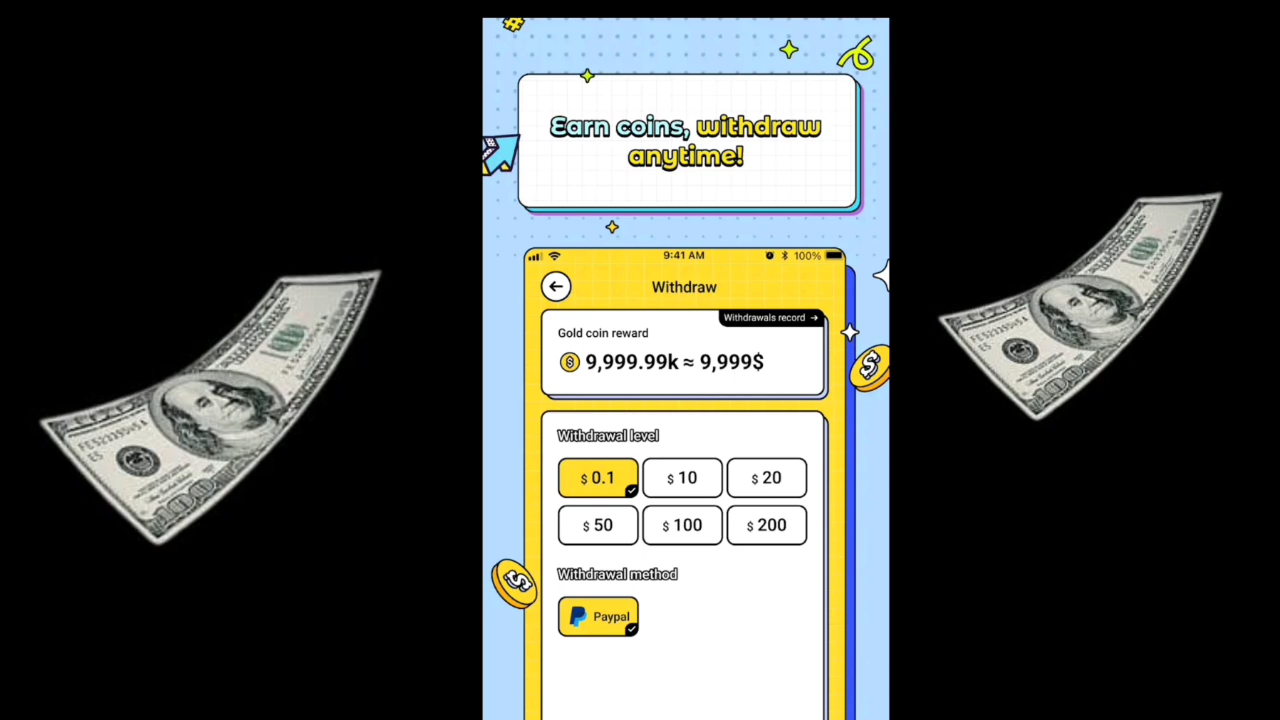 Earn coins, withdraw
anytime!
9:41 AM
100%
Withdraw
Withdrawals record →
Gold coin reward
9,999.99k ≈ 9,999$
Withdrawal level
$ 0.1
$ 10
$ 20
$ 50
$ 100
$ 200
Withdrawal method
Paypal